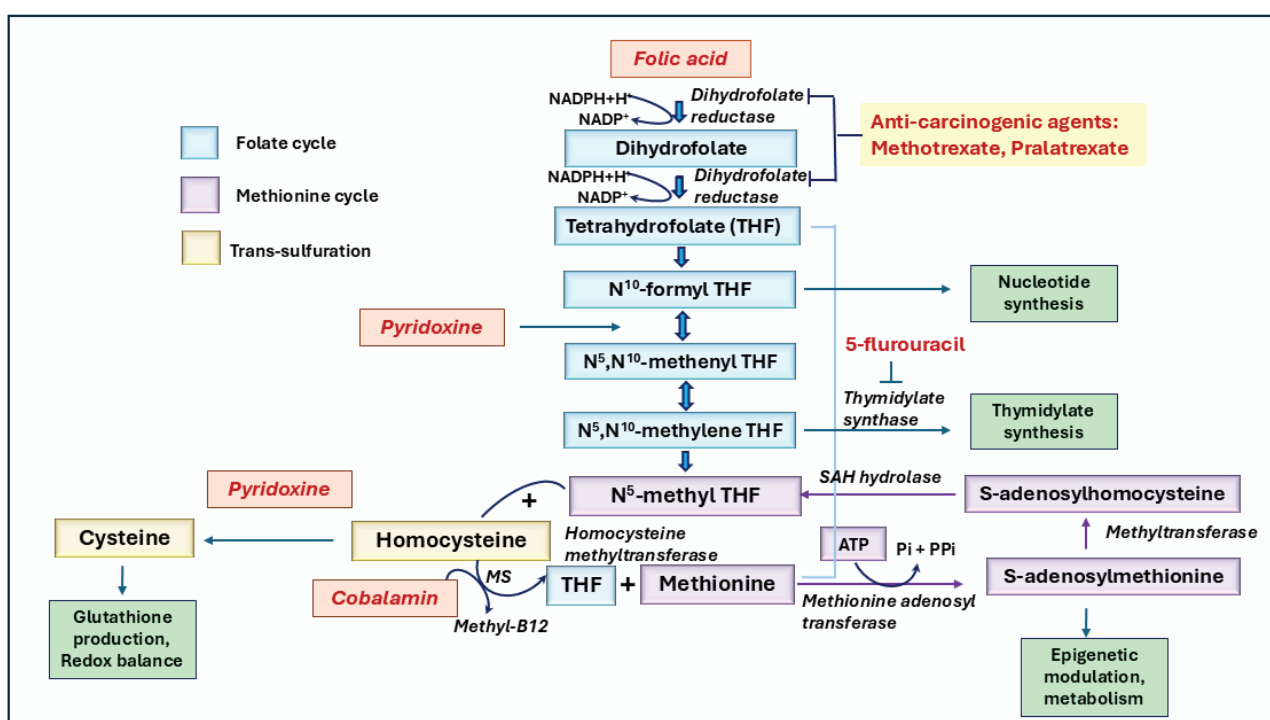 Folic acid
NADPH+H⁺
NADP⁺
Dihydrofolate
reductase
Anti-carcinogenic agents:
Methotrexate, Pralatrexate
Folate cycle
Methionine cycle
Trans-sulfuration
Dihydrofolate
NADPH+H⁺
NADP⁺
Dihydrofolate
reductase
Tetrahydrofolate (THF)
N¹⁰-formyl THF
Nucleotide
synthesis
Pyridoxine
5-flurouracil
N⁵,N¹⁰-methenyl THF
Thymidylate
synthase
N⁵,N¹⁰-methylene THF
Thymidylate
synthesis
Pyridoxine
N⁵-methyl THF
SAH hydrolase
S-adenosylhomocysteine
+
Cysteine
Homocysteine
Homocysteine
methyltransferase
ATP
Pi + PPi
Methyltransferase
MS
THF + Methionine
S-adenosylmethionine
Cobalamin
Methyl-B12
Methionine adenosyl
transferase
Glutathione
production,
Redox balance
Epigenetic
modulation,
metabolism